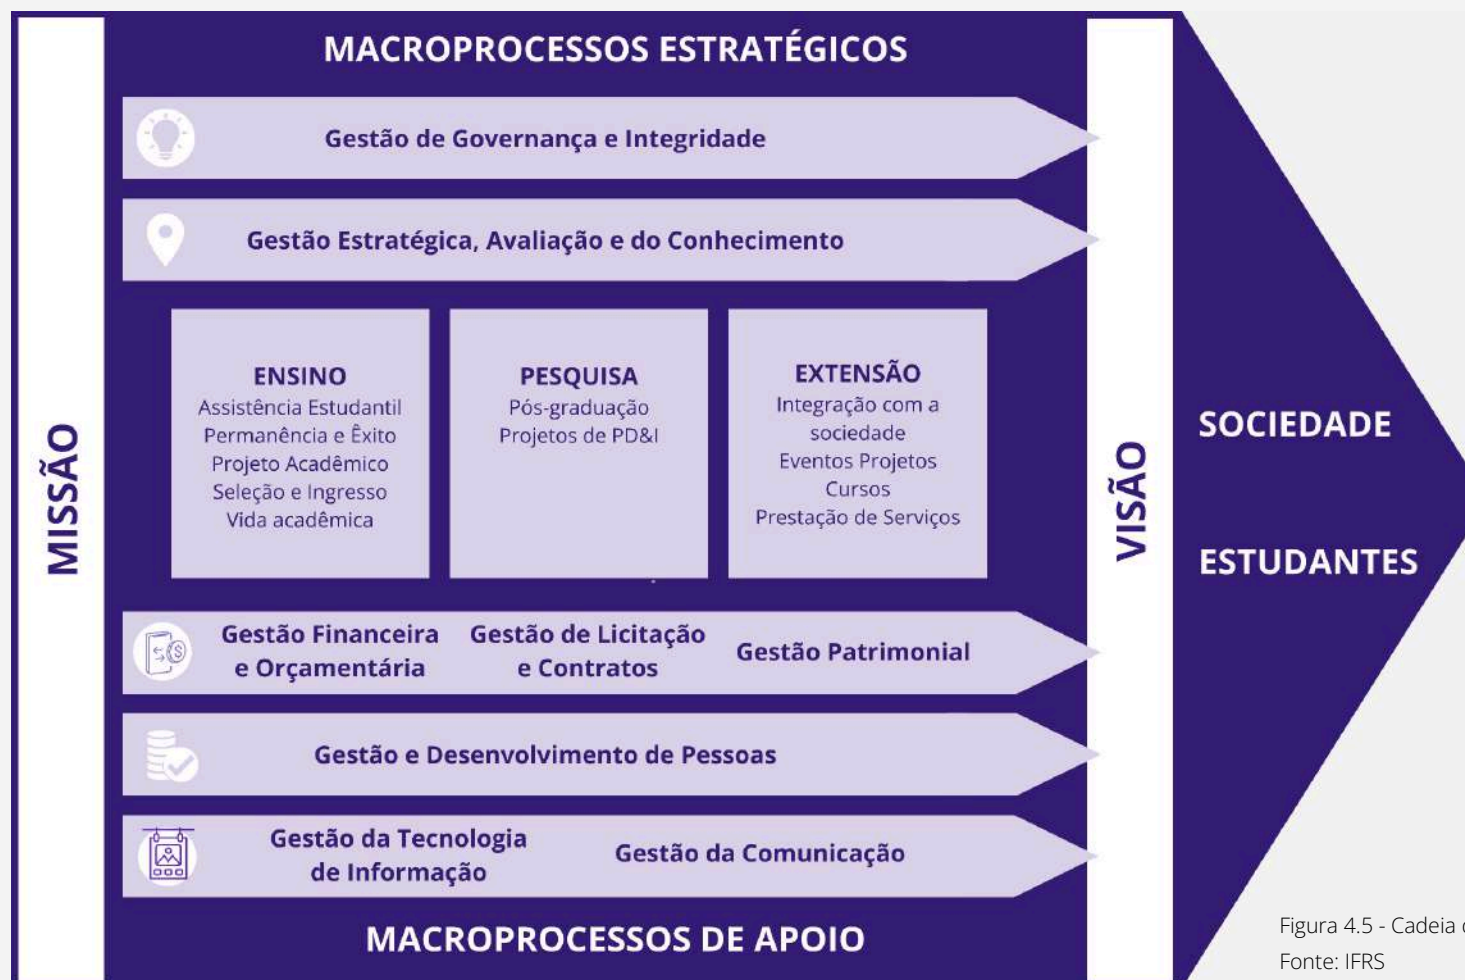 MACROPROCESSOS ESTRATÉGICOS
Gestão de Governança e Integridade
Gestão Estratégica, Avaliação e do Conhecimento
MISSÃO
ENSINO
Assistência Estudantil
Permanência e Êxito
Projeto Acadêmico
Seleção e Ingresso
Vida acadêmica
PESQUISA
Pós-graduação
Projetos de PD&I
EXTENSÃO
Integração com a
sociedade
Eventos Projetos
Cursos
Prestação de Serviços
VISÃO
SOCIEDADE
ESTUDANTES
Gestão Financeira
e Orçamentária
Gestão de Licitação
e Contratos
Gestão Patrimonial
Gestão e Desenvolvimento de Pessoas
Gestão da Tecnologia
de Informação
Gestão da Comunicação
MACROPROCESSOS DE APOIO
Figura 4.5 - Cadeia
Fonte: IFRS